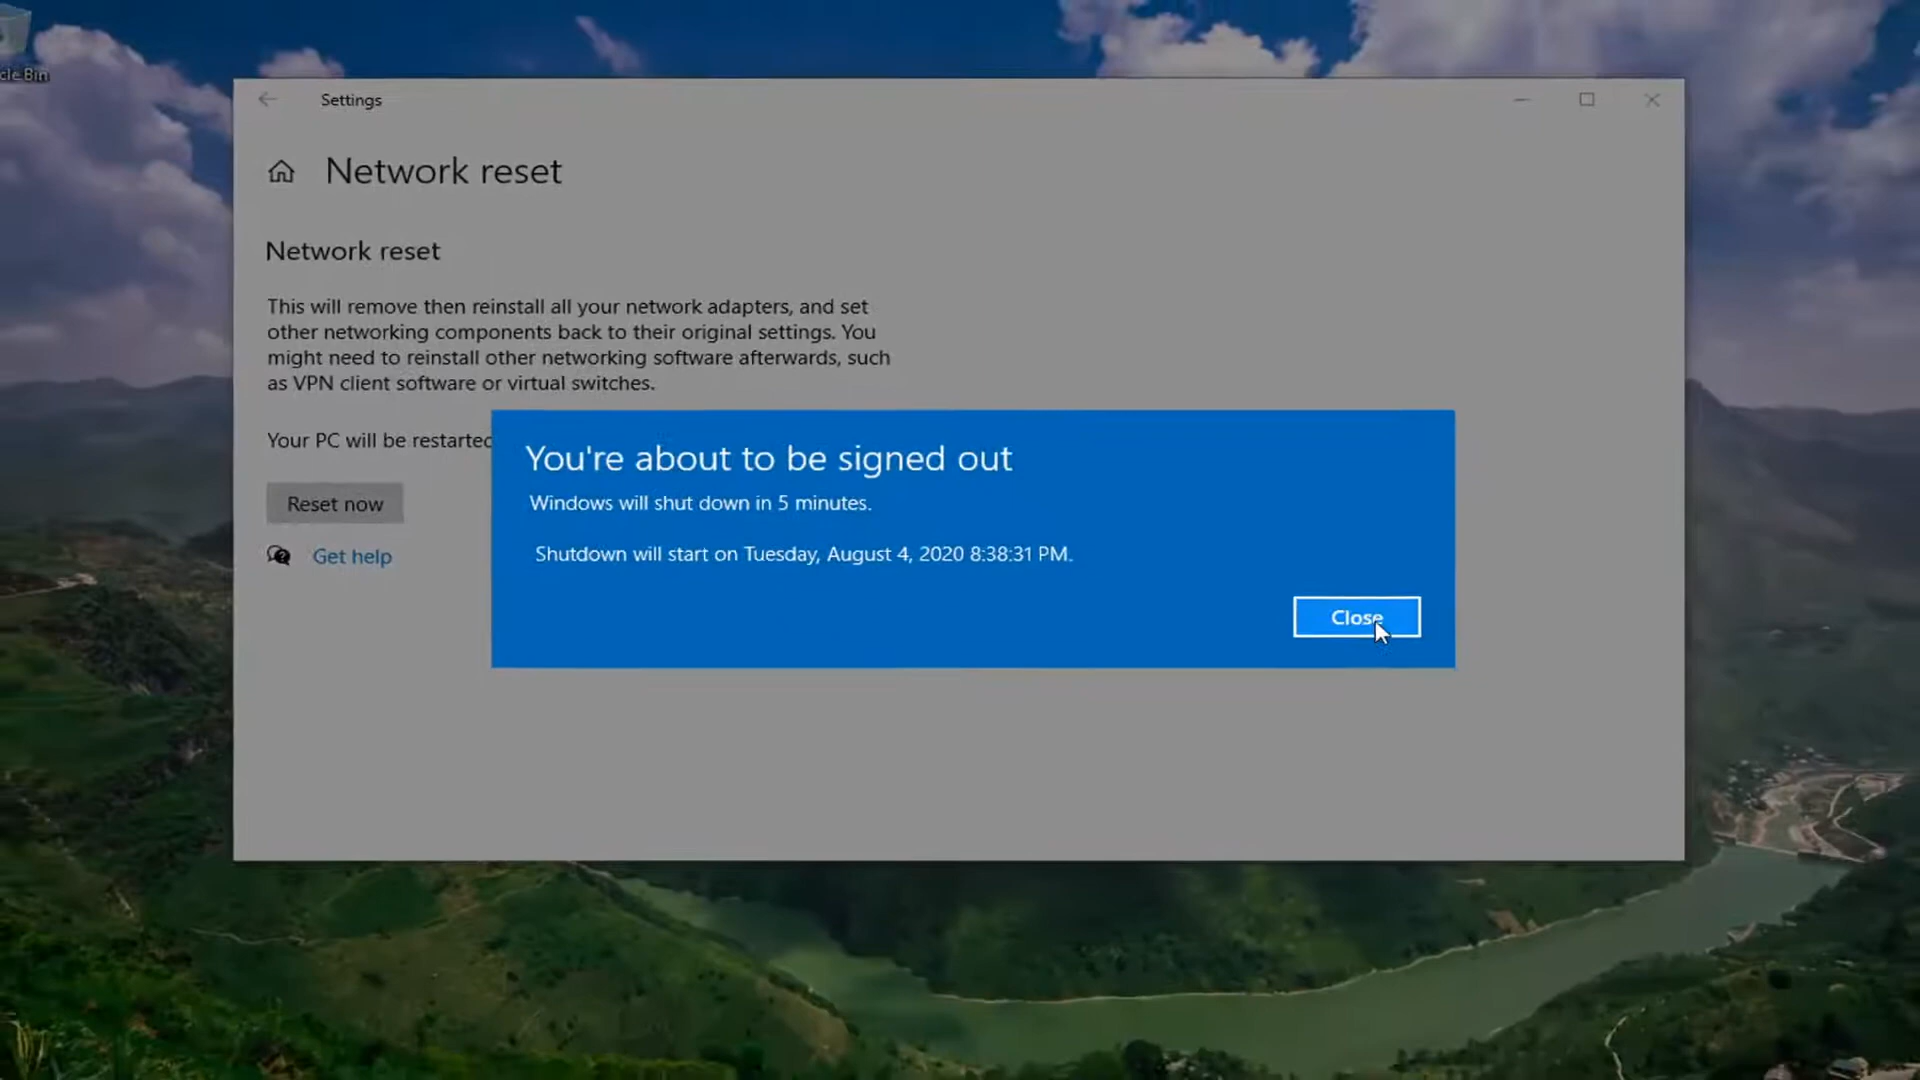 cle Bin
Settings
Network reset
Network reset
This will remove then reinstall all your network adapters, and set
other networking components back to their original settings. You
might need to reinstall other networking software afterwards, such
as VPN client software or virtual switches.
Your PC will be restarted
Reset now
Get help
You're about to be signed out
Windows will shut down in 5 minutes.
Shutdown will start on Tuesday, August 4, 2020 8:38:31 PM.
Close